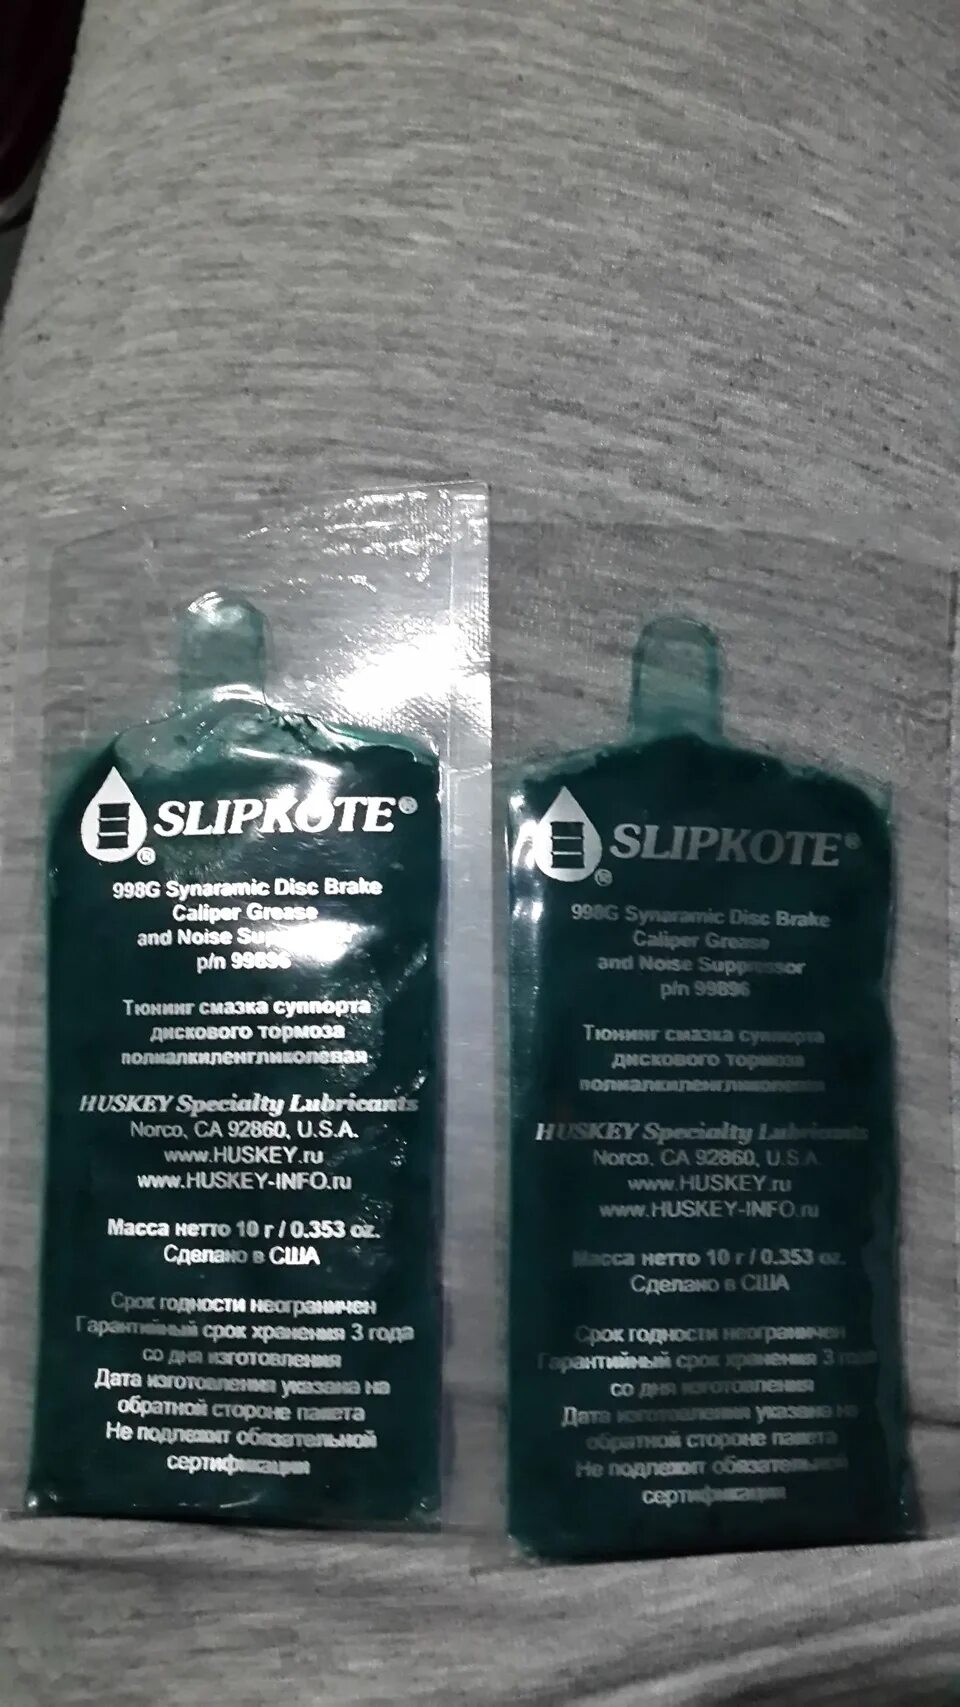 SLIPKOTE®
®
998G Synaramic Disc Brake
Caliper Grease
and Noise
p/n 99896
Тюнинг смазка суппорта
дискового тормоза
полиалкиленгликолевая
HUSKEY Specialty Lubricants
Norco, CA 92860, U.S.A.
www.HUSKEY.ru
www.HUSKEY-INFO.ru
Масса нетто 10 г / 0.353 oz.
Сделано в США
Срок годности неограничен
Гарантийный срок хранения 3 года
со дня изготовления
Дата изготовления указана на
обратной стороне пакета
Не подлежит обязательной
сертификации
SLIPKOTE®
®
998G Synaramic Disc Brake
Caliper Grease
and Noise Suppressor
p/n 99896
Тюнинг смазка суппорта
дискового тормоза
полиалкиленгликолевая
HUSKEY Specialty Lubricants
Norco, CA 92860, U.S.A.
www.HUSKEY.ru
www.HUSKEY-INFO.ru
Масса нетто 10 г / 0.353 oz.
Сделано в США
Срок годности неограничен
Гарантийный срок хранения 3 года
со дня изготовления
Дата изготовления указана на
обратной стороне пакета
Не подлежит обязательной
сертификации